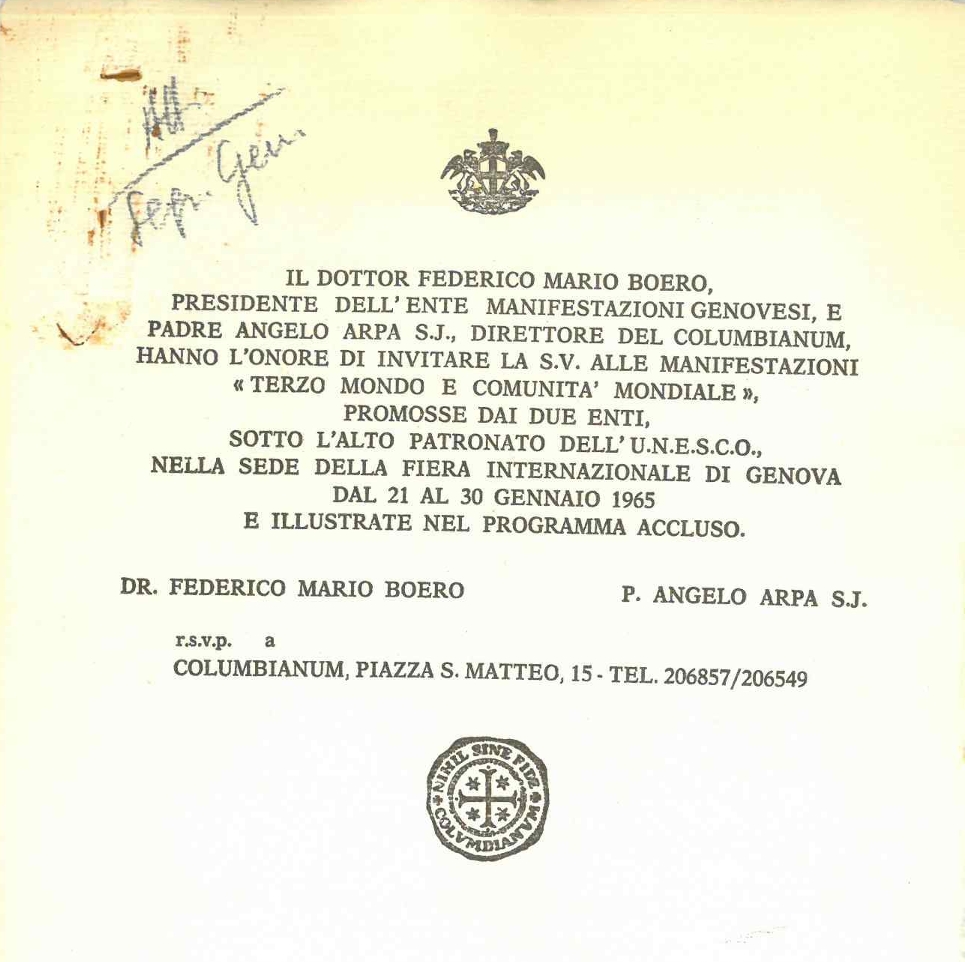 Segr. Gen.
IL DOTTOR FEDERICO MARIO BOERO,
PRESIDENTE DELL' ENTE MANIFESTAZIONI GENOVESI, E
PADRE ANGELO ARPA S.J., DIRETTORE DEL COLUMBIANUM,
HANNO L'ONORE DI INVITARE LA S.V. ALLE MANIFESTAZIONI
« TERZO MONDO E COMUNITA' MONDIALE »,
PROMOSSE DAI DUE ENTI,
SOTTO L'ALTO PATRONATO DELL' U.N.E.S.C.O.,
NELLA SEDE DELLA FIERA INTERNAZIONALE DI GENOVA
DAL 21 AL 30 GENNAIO 1965
E ILLUSTRATE NEL PROGRAMMA ACCLUSO.
DR. FEDERICO MARIO BOERO P. ANGELO ARPA S.J.
r.s.v.p. a
COLUMBIANUM, PIAZZA S. MATTEO, 15 - TEL. 206857/206549
NIHIL SINE FIDE
COLVMBIANVM